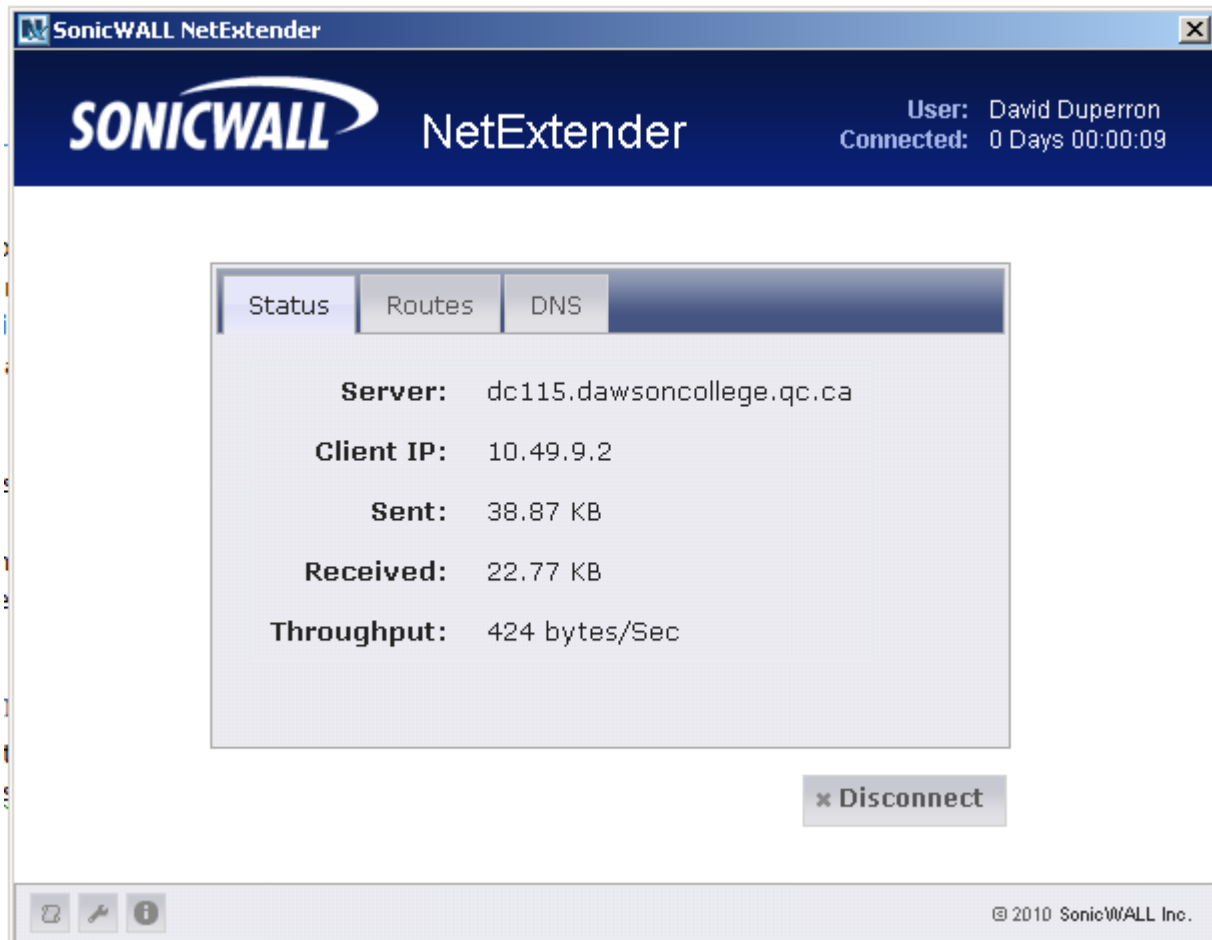 SonicWALL NetExtender
SONICWALL NetExtender
User: David Duperron
Connected: 0 Days 00:00:09
Status Routes DNS
Server: dc115.dawsoncollege.qc.ca
Client IP: 10.49.9.2
Sent: 38.87 KB
Received: 22.77 KB
Throughput: 424 bytes/Sec
Disconnect
© 2010 SonicWALL Inc.